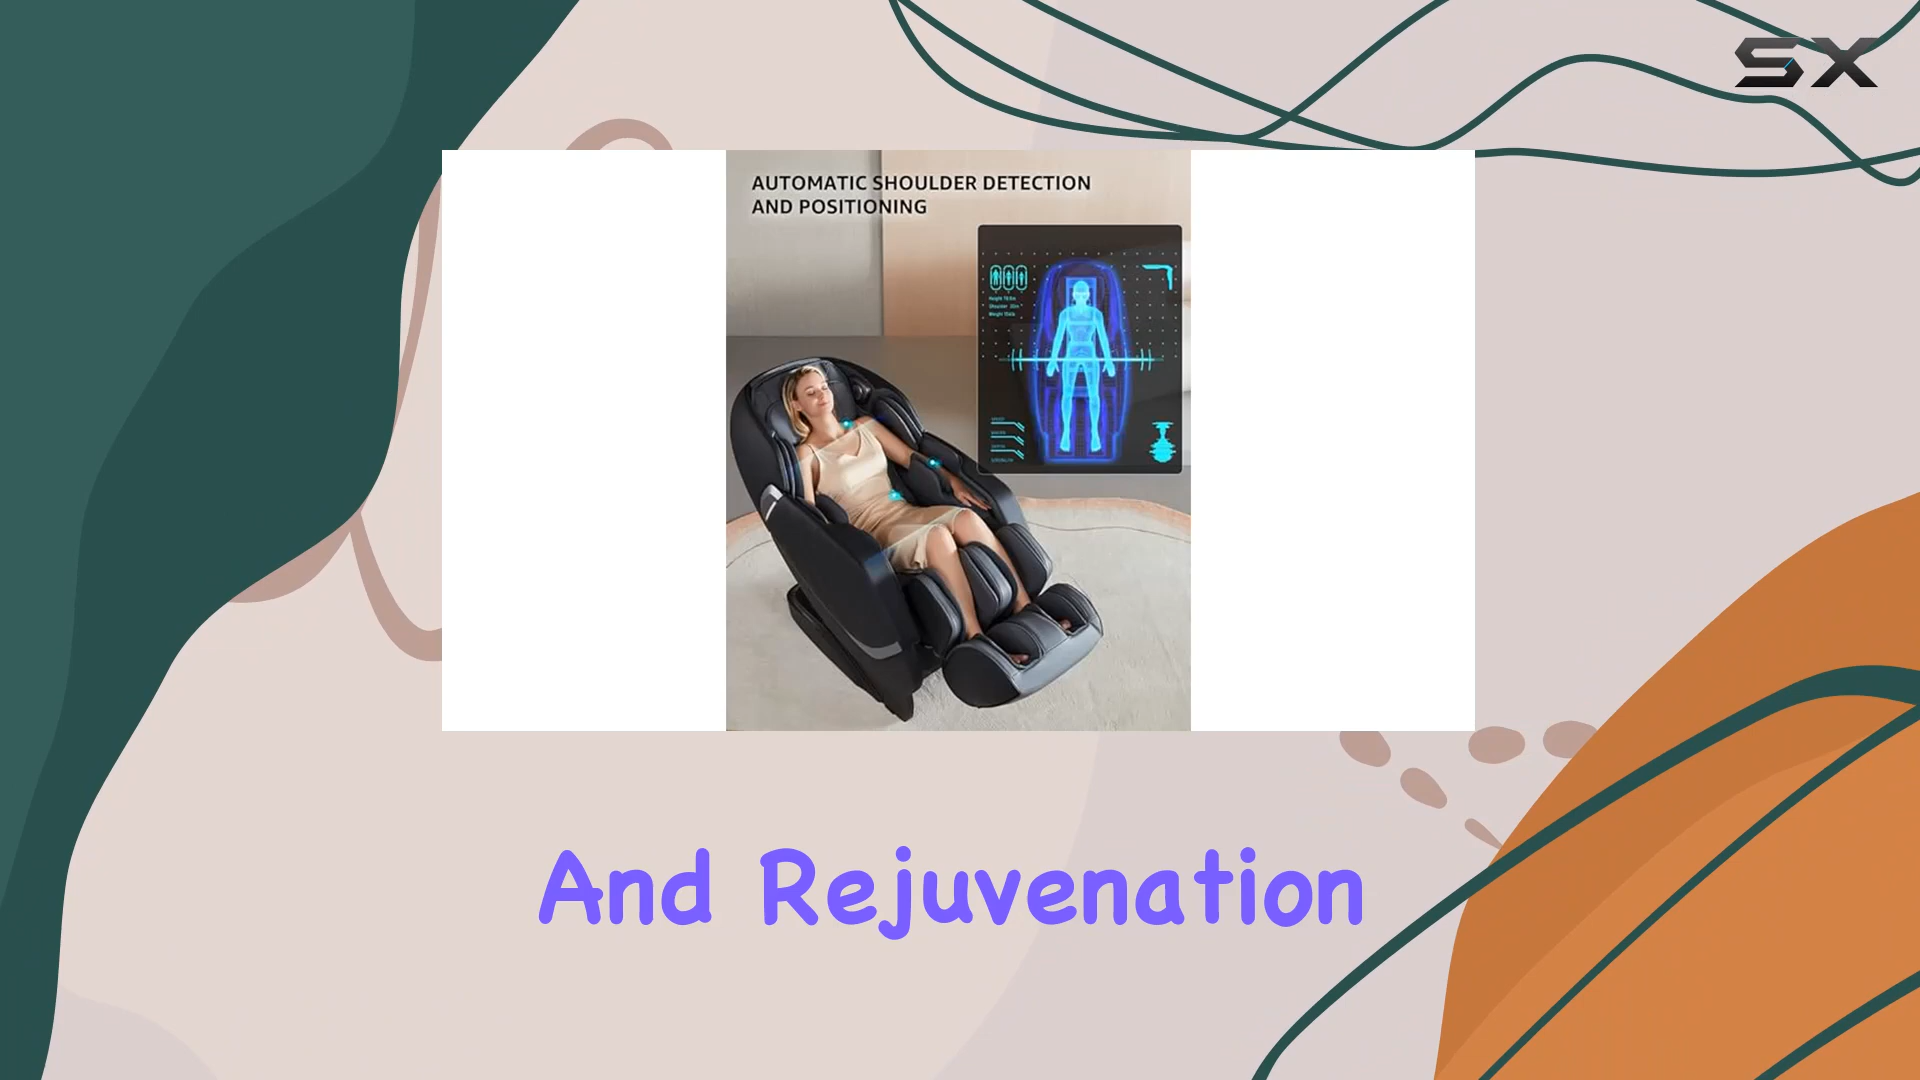 SX
AUTOMATIC SHOULDER DETECTION
AND POSITIONING
And Rejuvenation